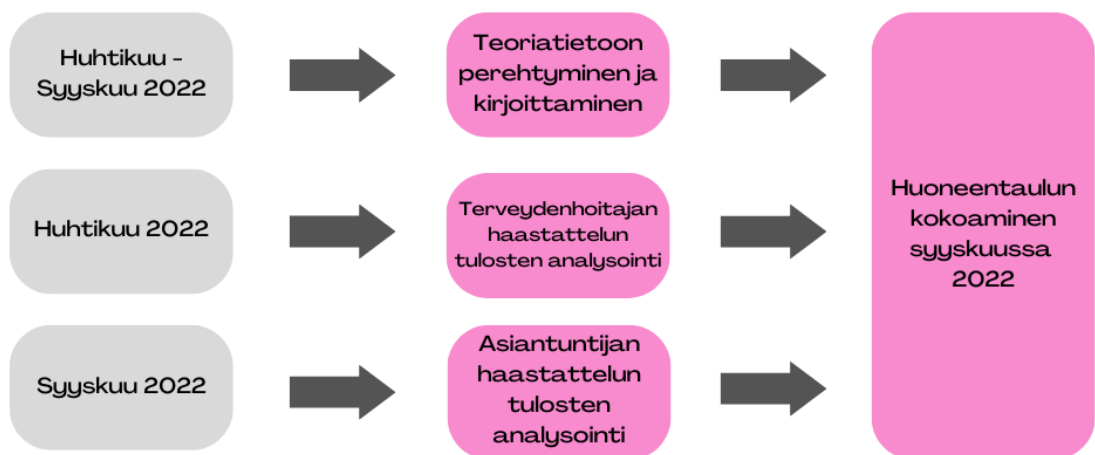 Huhtikuu -
Syyskuu 2022
Teoriatietoon
perehtyminen ja
kirjoittaminen
Huhtikuu 2022
Terveydenhoitajan
haastattelun
tulosten analysointi
Syyskuu 2022
Asiantuntijan
haastattelun
tulosten
analysointi
Huoneentaulun
kokoaminen
syyskuussa
2022